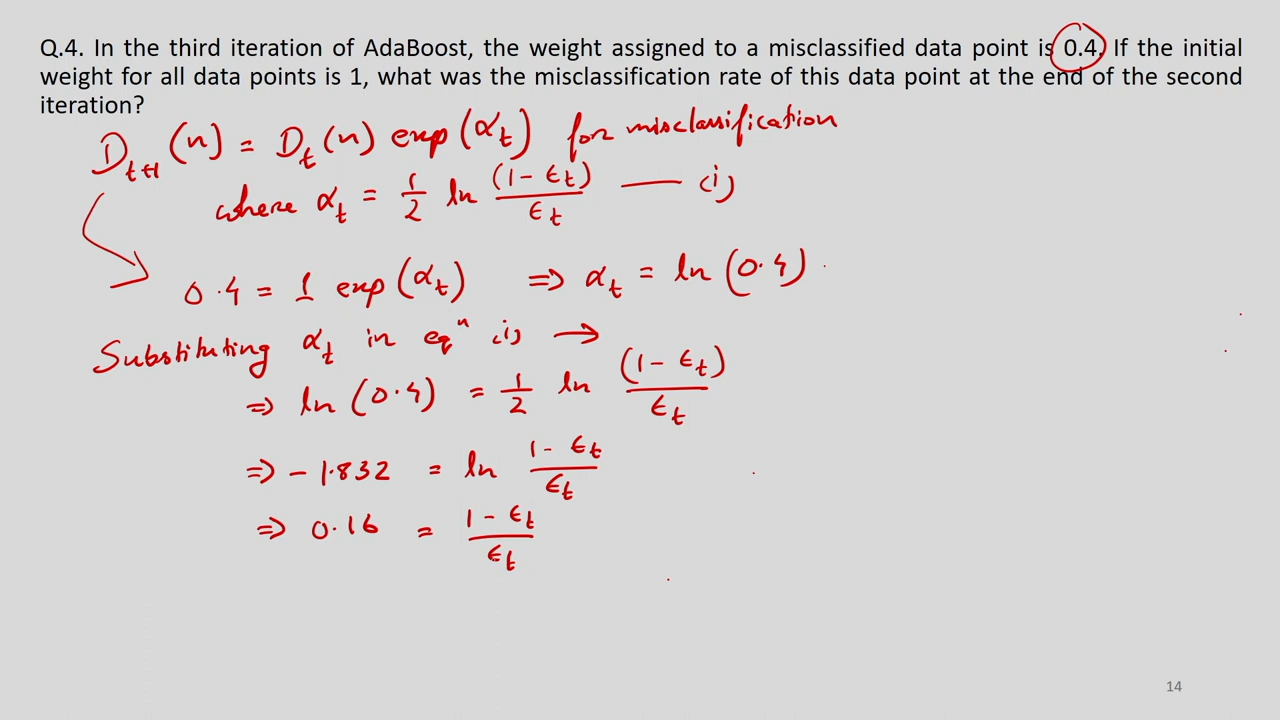 Q.4. In the third iteration of AdaBoost, the weight assigned to a misclassified data point is 0.4. If the initial
weight for all data points is 1, what was the misclassification rate of this data point at the end of the second
iteration?
D_{t+1}(n) = D_t(n) exp(α_t) for misclassification
where α_t = 1/2 ln (1 - ϵ_t)/ϵ_t —— (i)
0.4 = 1 exp(α_t) ⇒ α_t = ln(0.4)
Substituting α_t in eqⁿ (i) →
⇒ ln(0.4) = 1/2 ln (1 - ϵ_t)/ϵ_t
⇒ -1.832 = ln 1 - ϵ_t/ϵ_t
⇒ 0.16 = 1 - ϵ_t/ϵ_t
14